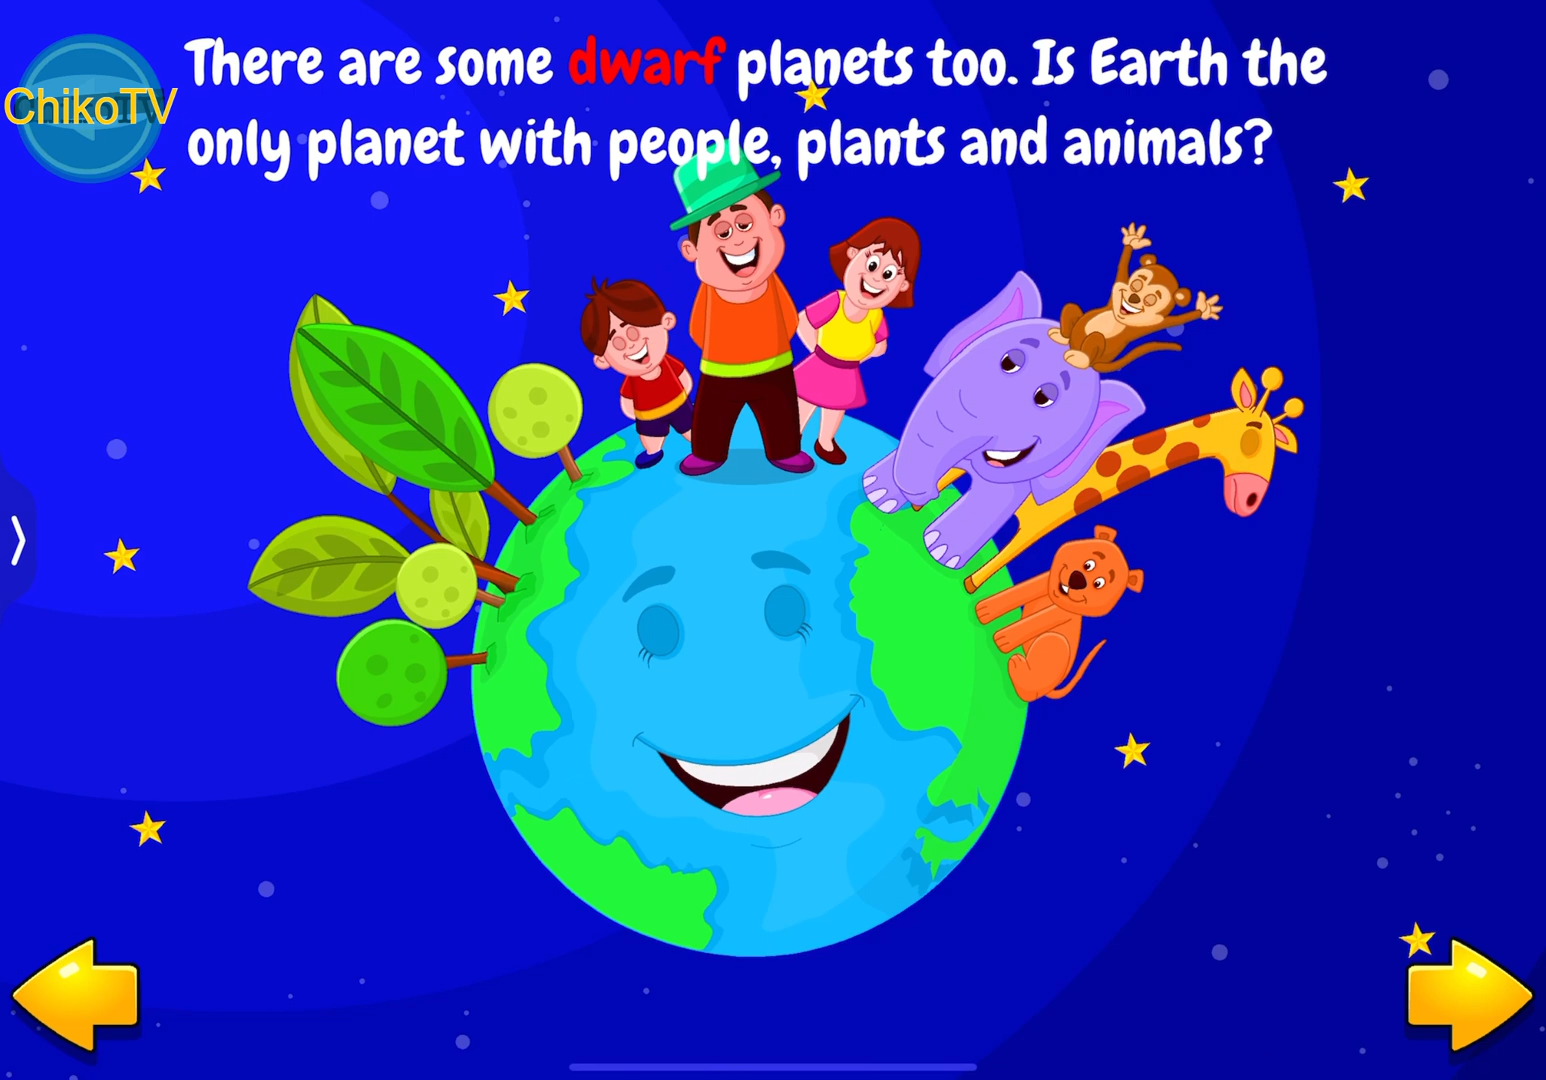 There are some dwarf planets too. Is Earth the
only planet with people, plants and animals?
ChikoTV